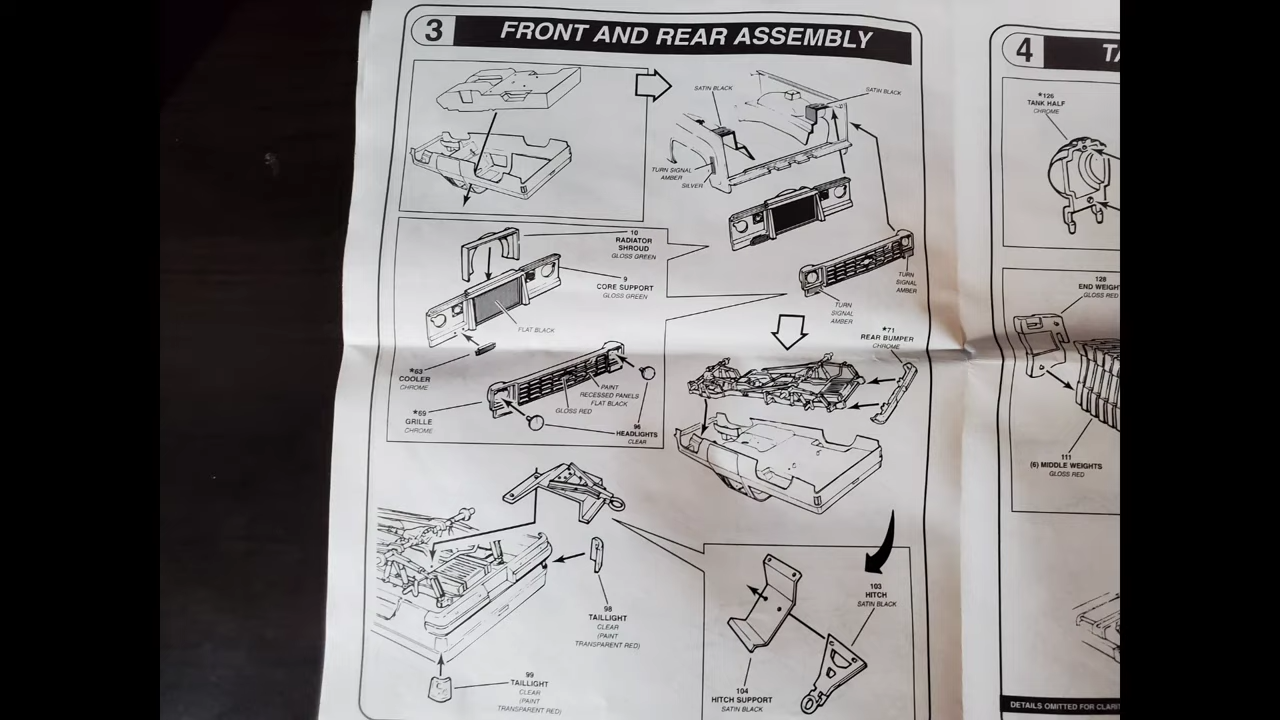 3
FRONT AND REAR ASSEMBLY
SATIN BLACK
SATIN BLACK
TURN SIGNAL
AMBER
SILVER
10
RADIATOR
SHROUD
GLOSS GREEN
9
CORE SUPPORT
GLOSS GREEN
FLAT BLACK
*63
COOLER
CHROME
*69
GRILLE
CHROME
PAINT
RECESSED PANELS
FLAT BLACK
GLOSS RED
96
HEADLIGHTS
CLEAR
TURN
SIGNAL
AMBER
TURN
SIGNAL
AMBER
*71
REAR BUMPER
CHROME
98
TAILLIGHT
CLEAR
(PAINT
TRANSPARENT RED)
99
TAILLIGHT
CLEAR
(PAINT
TRANSPARENT RED)
103
HITCH
SATIN BLACK
104
HITCH SUPPORT
SATIN BLACK
4
*126
TANK HALF
CHROME
128
END WEIGH
GLOSS RED
111
(6) MIDDLE WEIGHTS
GLOSS RED
DETAILS OMITTED FOR CLARI